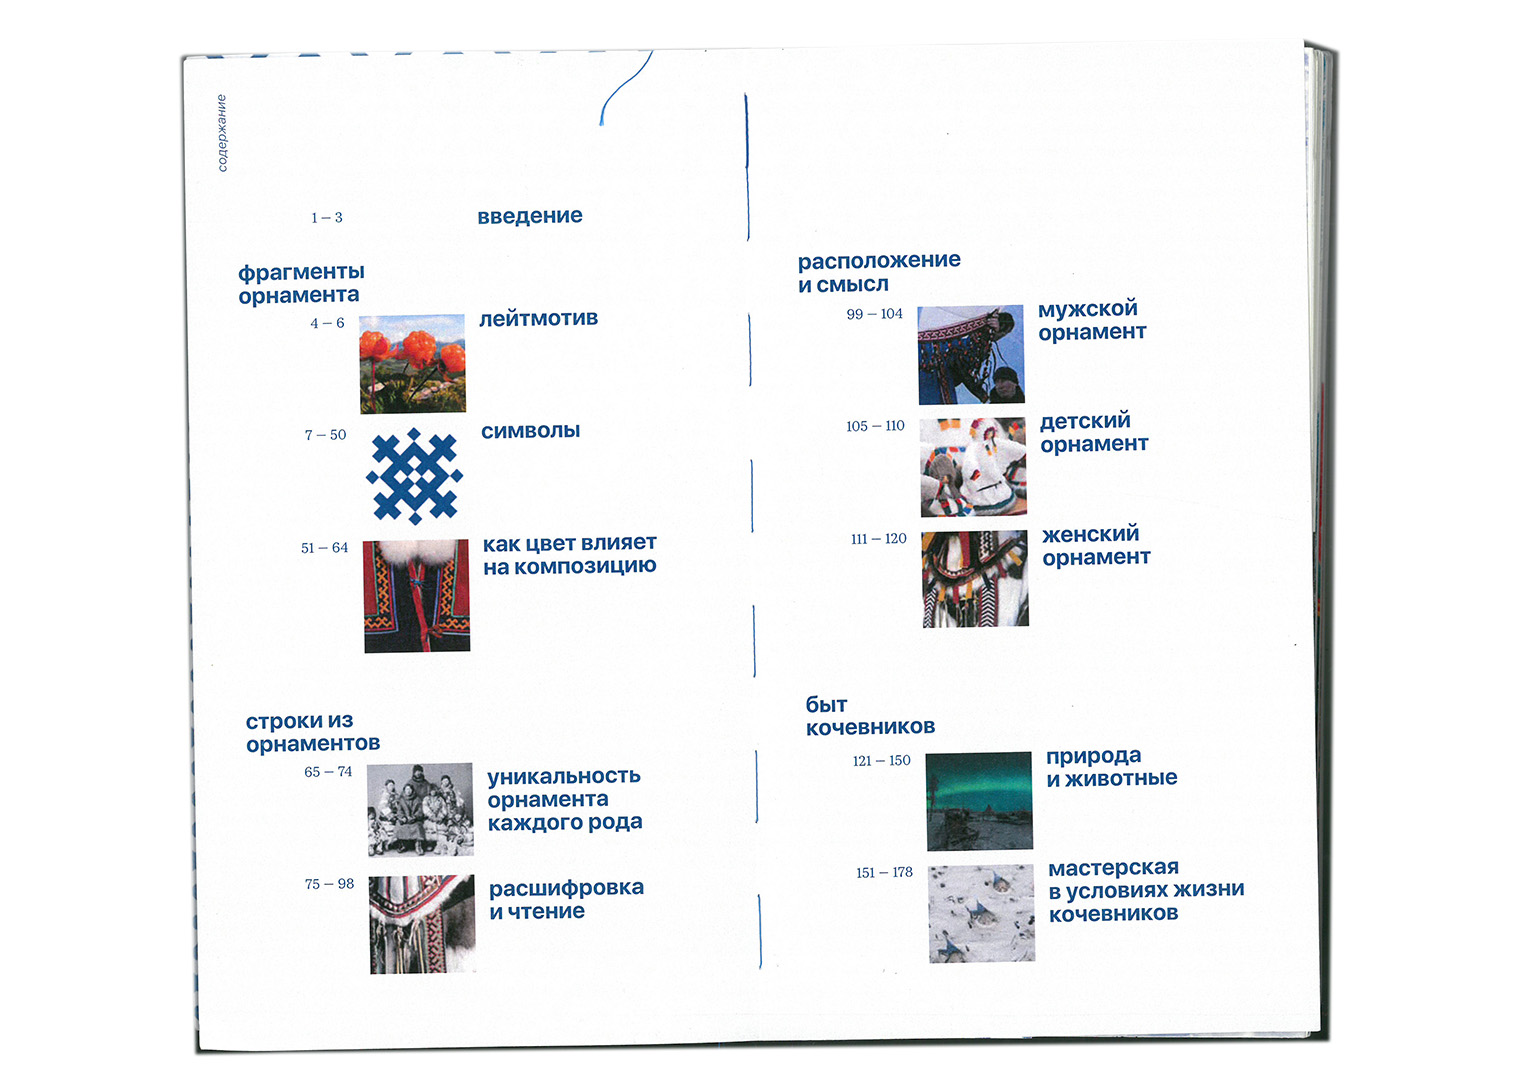 содержание
1 — 3
введение
фрагменты
орнамента
4 — 6
лейтмотив
7 — 50
символы
51 — 64
как цвет влияет
на композицию
строки из
орнаментов
65 — 74
уникальность
орнамента
каждого рода
75 — 98
расшифровка
и чтение
расположение
и смысл
99 — 104
мужской
орнамент
105 — 110
детский
орнамент
111 — 120
женский
орнамент
быт
кочевников
121 — 150
природа
и животные
151 — 178
мастерская
в условиях жизни
кочевников